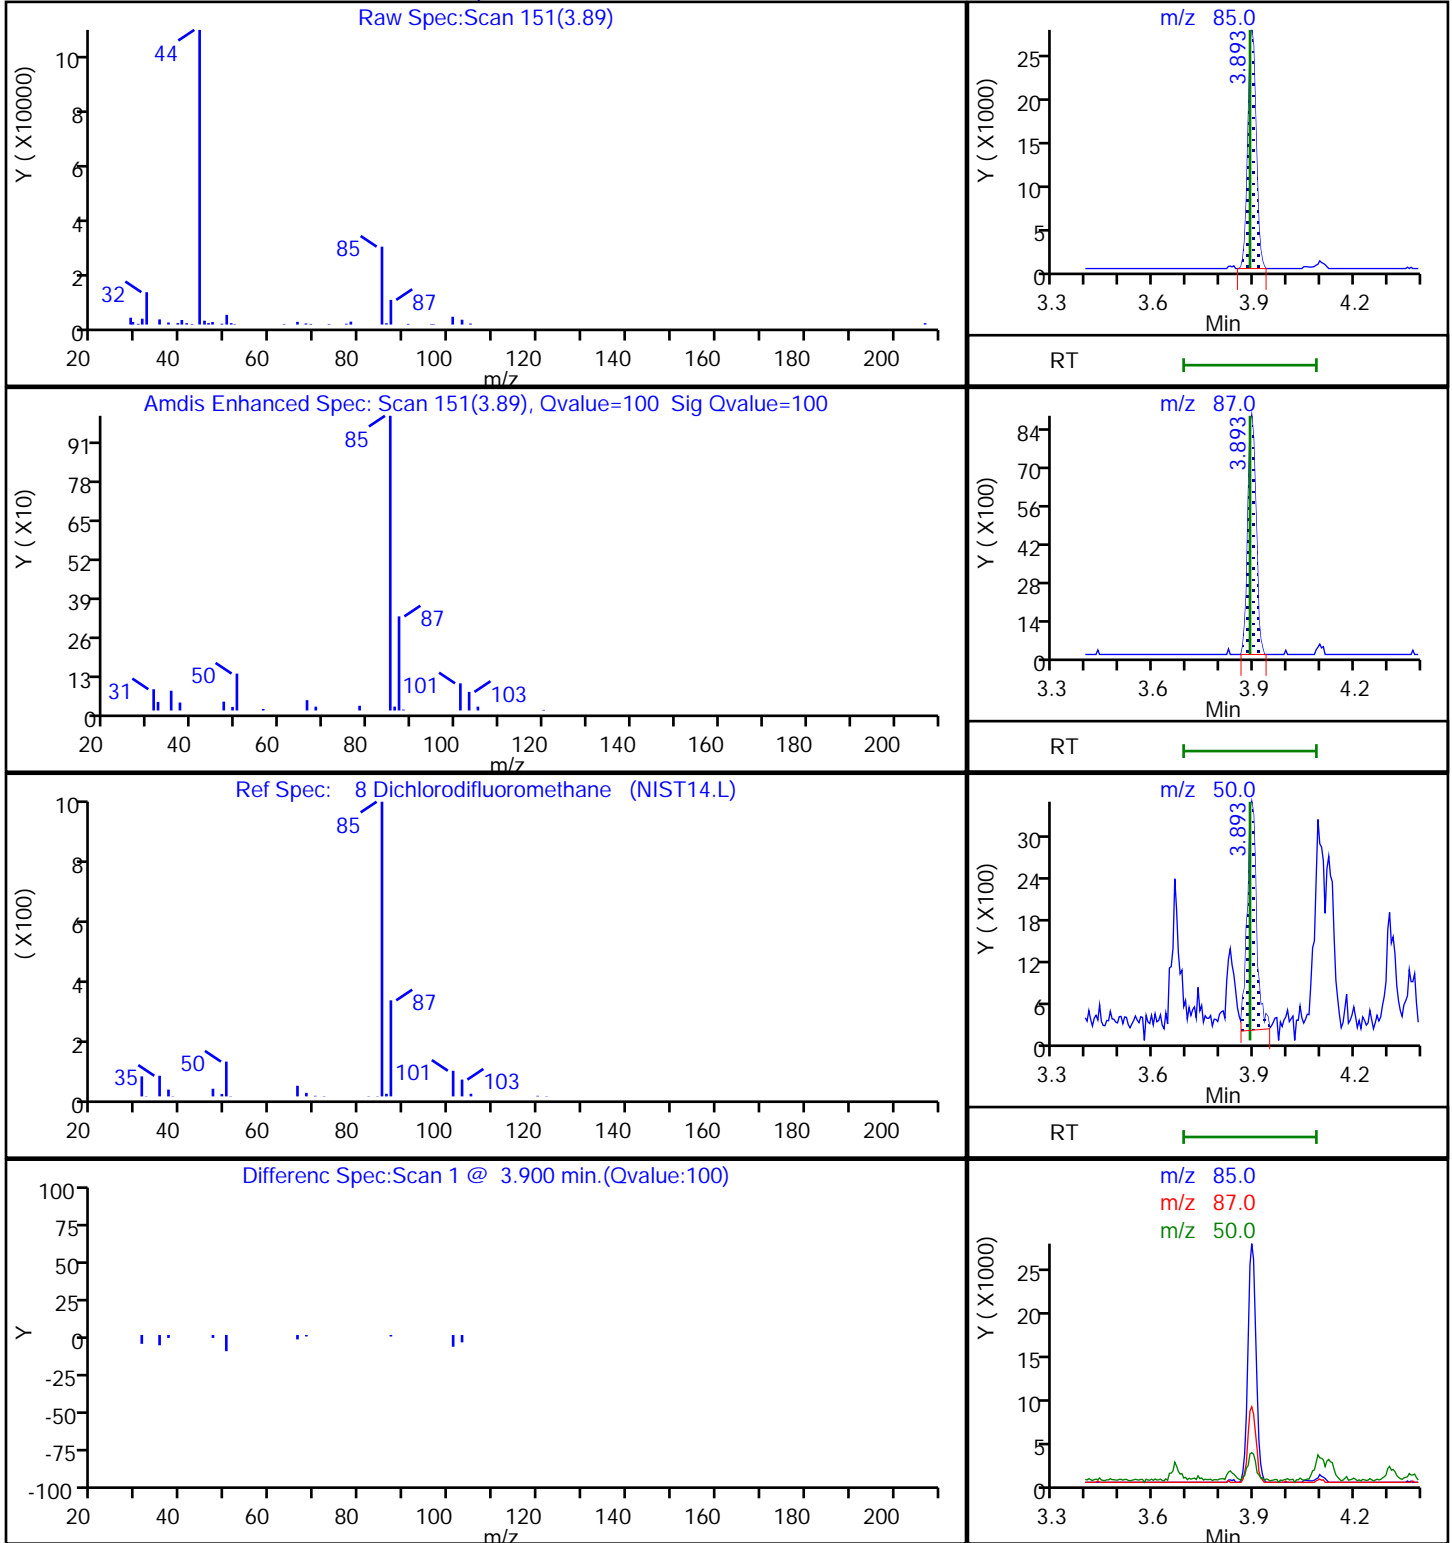 Raw Spec:Scan 151(3.89)
Y ( X10000)
10
8
6
4
2
0
44
32
85
87
20 40 60 80 100 120 140 160 180 200
m/z
m/z 85.0
Y ( X1000)
25
20
15
10
5
0
3.893
3.3 3.6 3.9 4.2
Min
RT
Amdis Enhanced Spec: Scan 151(3.89), Qvalue=100 Sig Qvalue=100
Y ( X10)
91
78
65
52
39
26
13
0
85
87
31
50
101
103
20 40 60 80 100 120 140 160 180 200
m/z
m/z 87.0
Y ( X100)
84
70
56
42
28
14
0
3.893
3.3 3.6 3.9 4.2
Min
RT
Ref Spec: 8 Dichlorodifluoromethane (NIST14.L)
( X100)
10
8
6
4
2
0
85
87
35
50
101
103
20 40 60 80 100 120 140 160 180 200
m/z 50.0
Y ( X100)
30
24
18
12
6
0
3.893
3.3 3.6 3.9 4.2
Min
RT
Differenc Spec:Scan 1 @ 3.900 min.(Qvalue:100)
Y
100
75
50
25
0
-25
-50
-75
-100
20 40 60 80 100 120 140 160 180 200
m/z
m/z 85.0
m/z 87.0
m/z 50.0
Y ( X1000)
25
20
15
10
5
0
3.3 3.6 3.9 4.2
Min